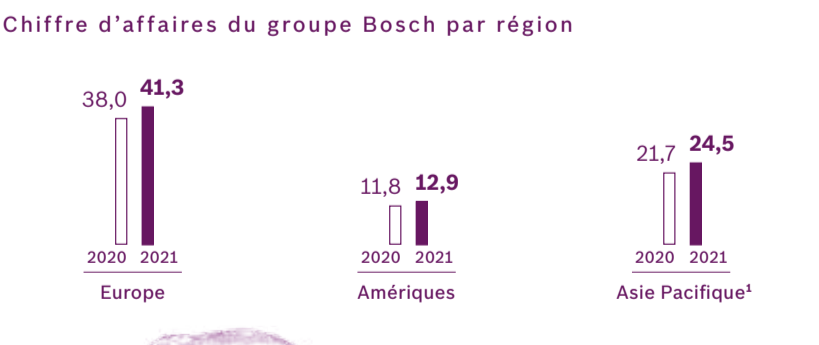 Chiffre d’affaires du groupe Bosch par région
38,0 41,3
2020 2021
Europe
11,8 12,9
2020 2021
Amériques
21,7 24,5
2020 2021
Asie Pacifique¹